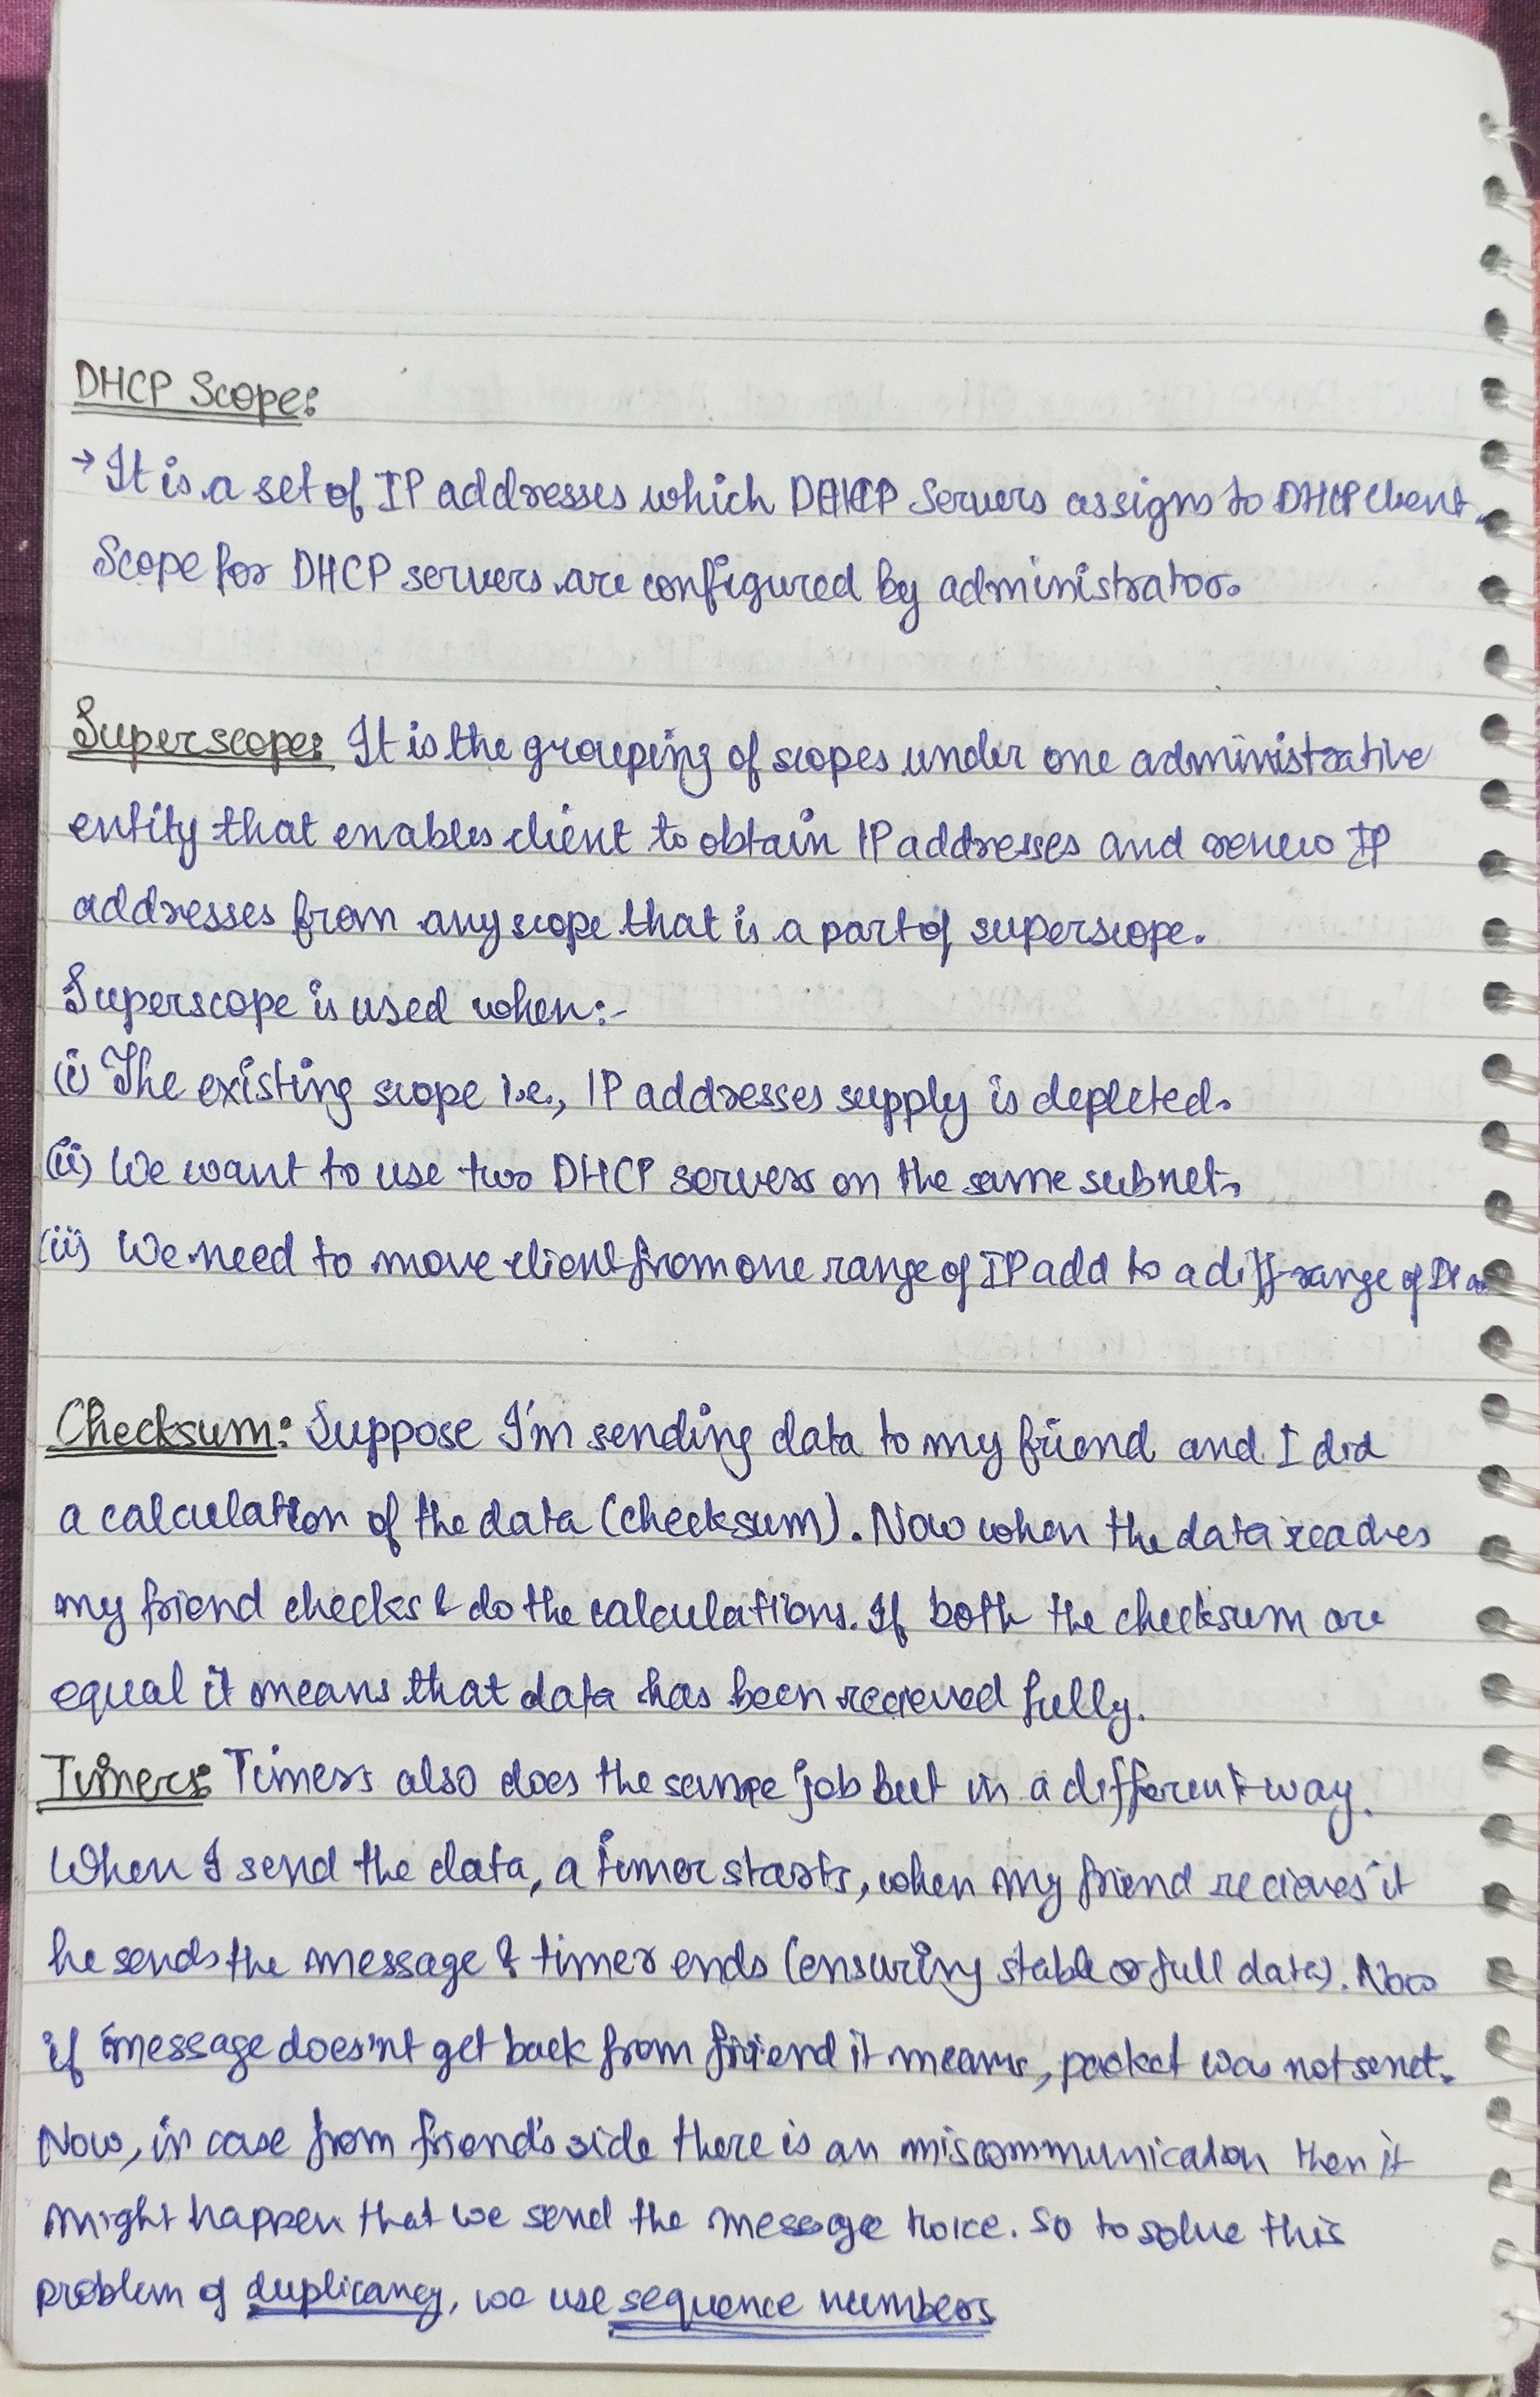 DHCP Scope:
→ It is a set of IP addresses which DHCP Servers assigns to DHCP Client.
Scope for DHCP servers are configured by administrator.
Superscope: It is the grouping of scopes under one administrative
entity that enables client to obtain IP addresses and renew IP
addresses from any scope that is a part of superscope.
Superscope is used when:-
(i) The existing scope i.e., IP addresses supply is depleted.
(ii) We want to use two DHCP servers on the same subnet.
(iii) We need to move client from one range of IP add to a diff range of IP
Checksum: Suppose I'm sending data to my friend and I did
a calculation of the data (checksum). Now when the data reaches
my friend checks & do the calculations. If both the checksum are
equal it means that data has been recieved fully.
Timers: Timers also does the same job but in a different way.
When I send the data, a timer starts, when my friend recieves it
he sends the message & timer ends (ensuring stable or full data). Now
if message does'nt get back from friend it means, packet was not sent.
Now, in case from friend's side there is an miscommunication then it
might happen that we send the message twice. So to solve this
problem of duplicancy, we use sequence numbers